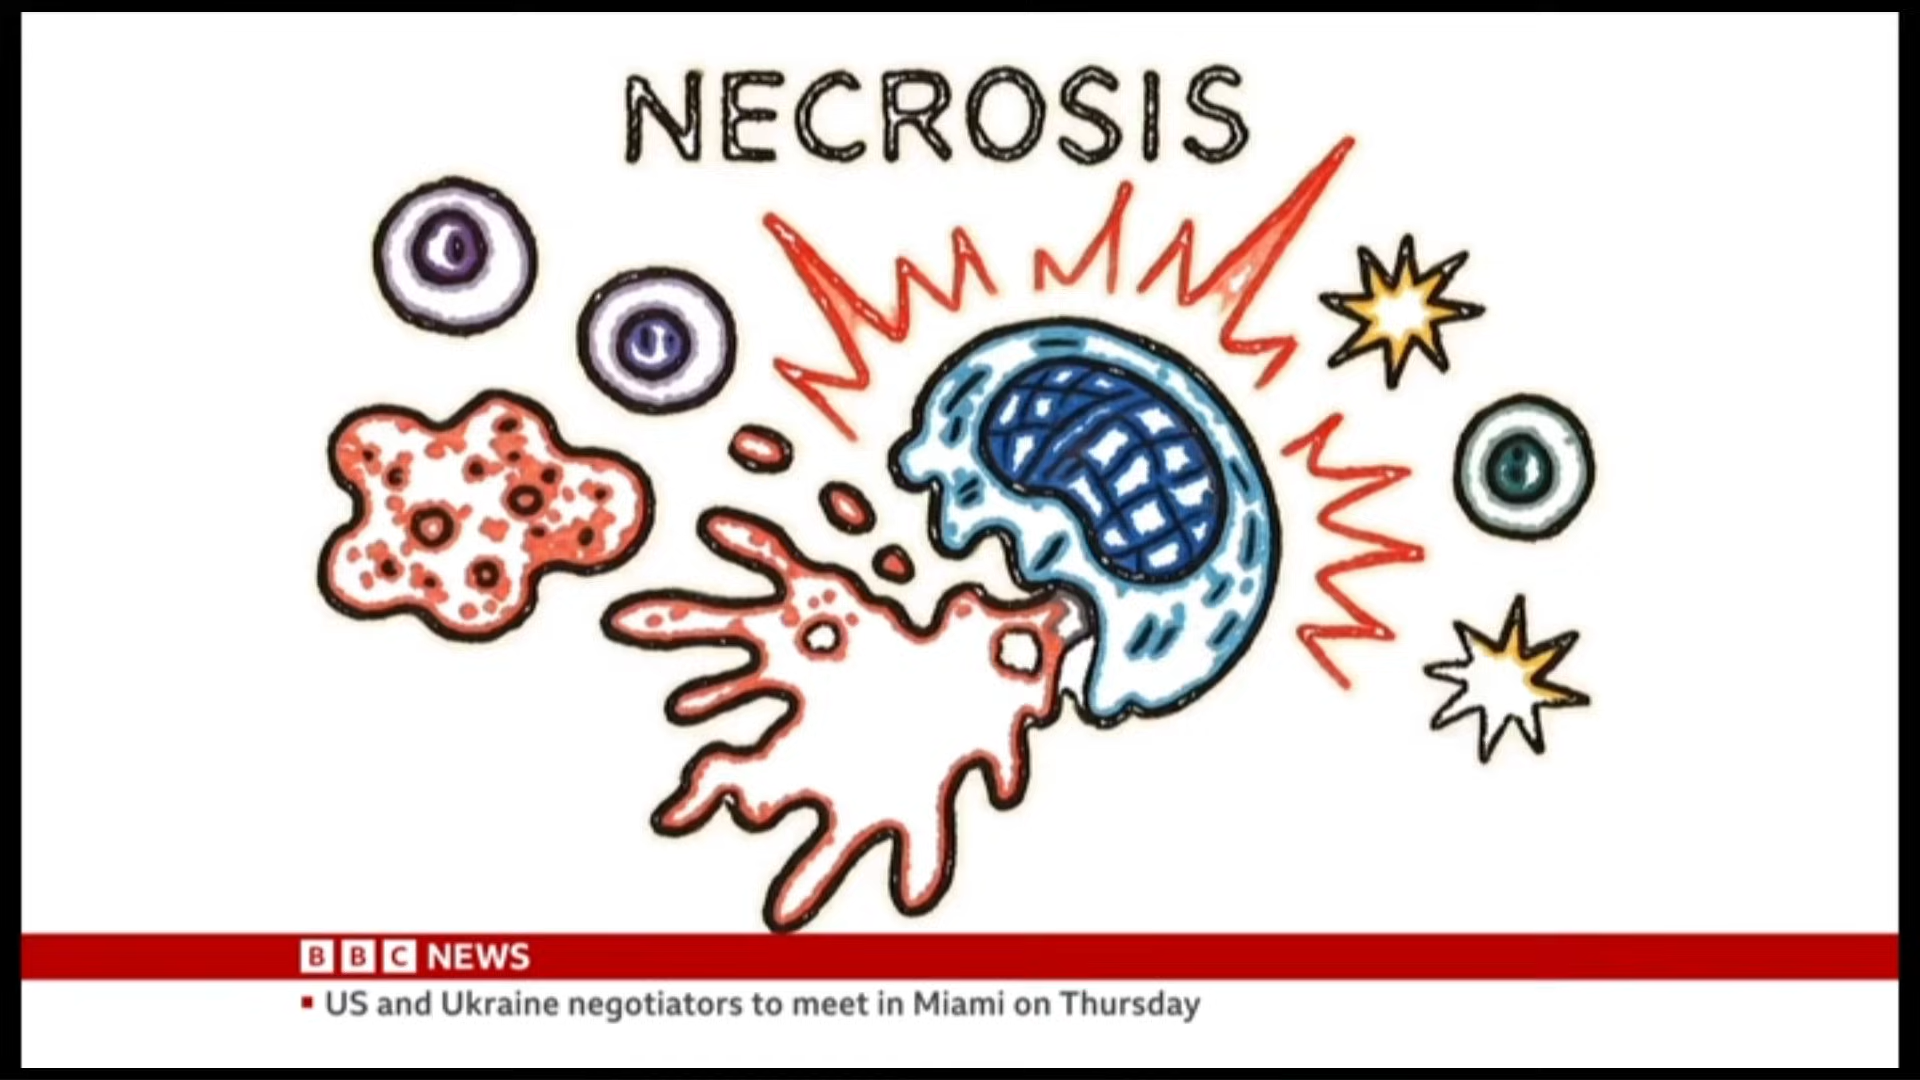 NECROSIS
BBC NEWS
US and Ukraine negotiators to meet in Miami on Thursday